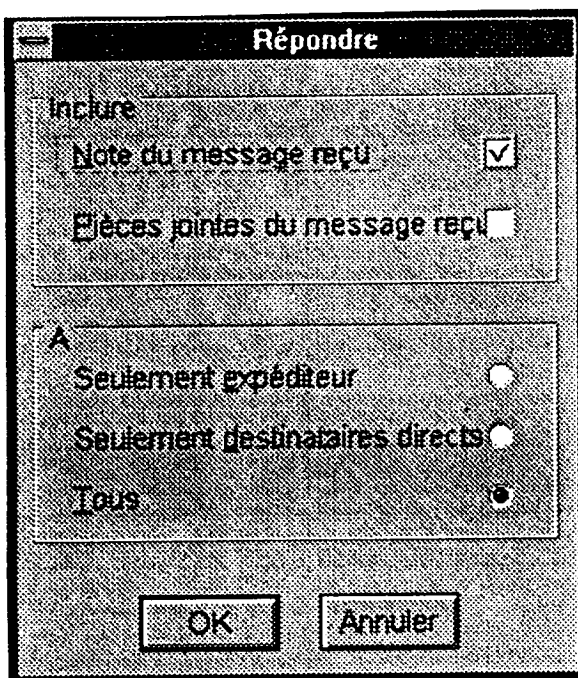 Répondre
Inclure
Note du message reçu
Pièces jointes du message reçu
A
Seulement expéditeur
Seulement destinataires directs
Tous
OK
Annuler